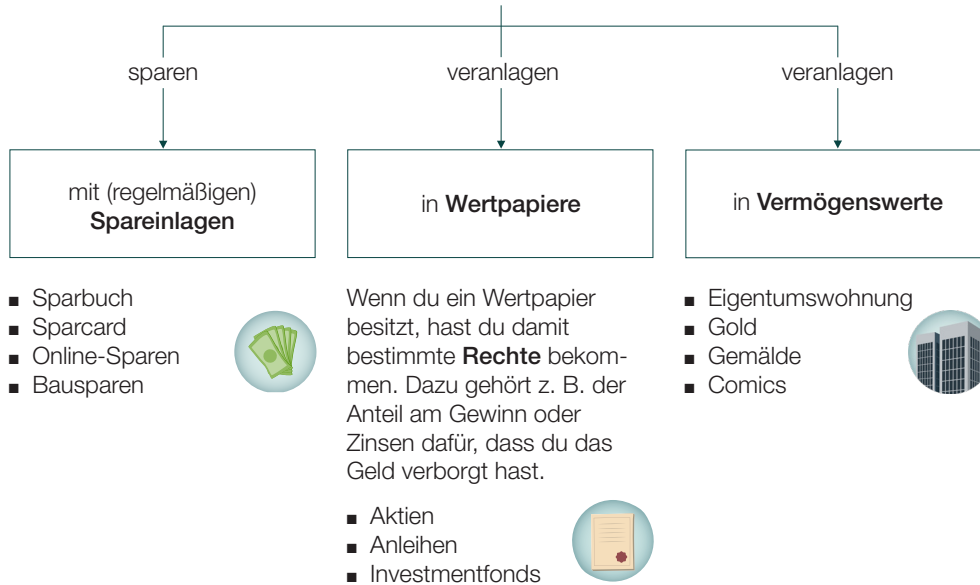 sparen
veranlagen
veranlagen
mit (regelmäßigen)
Spareinlagen
in Wertpapiere
in Vermögenswerte
■ Sparbuch
■ Sparcard
■ Online-Sparen
■ Bausparen
Wenn du ein Wertpapier
besitzt, hast du damit
bestimmte Rechte bekom-
men. Dazu gehört z. B. der
Anteil am Gewinn oder
Zinsen dafür, dass du das
Geld verborgt hast.
■ Aktien
■ Anleihen
■ Investmentfonds
■ Eigentumswohnung
■ Gold
■ Gemälde
■ Comics